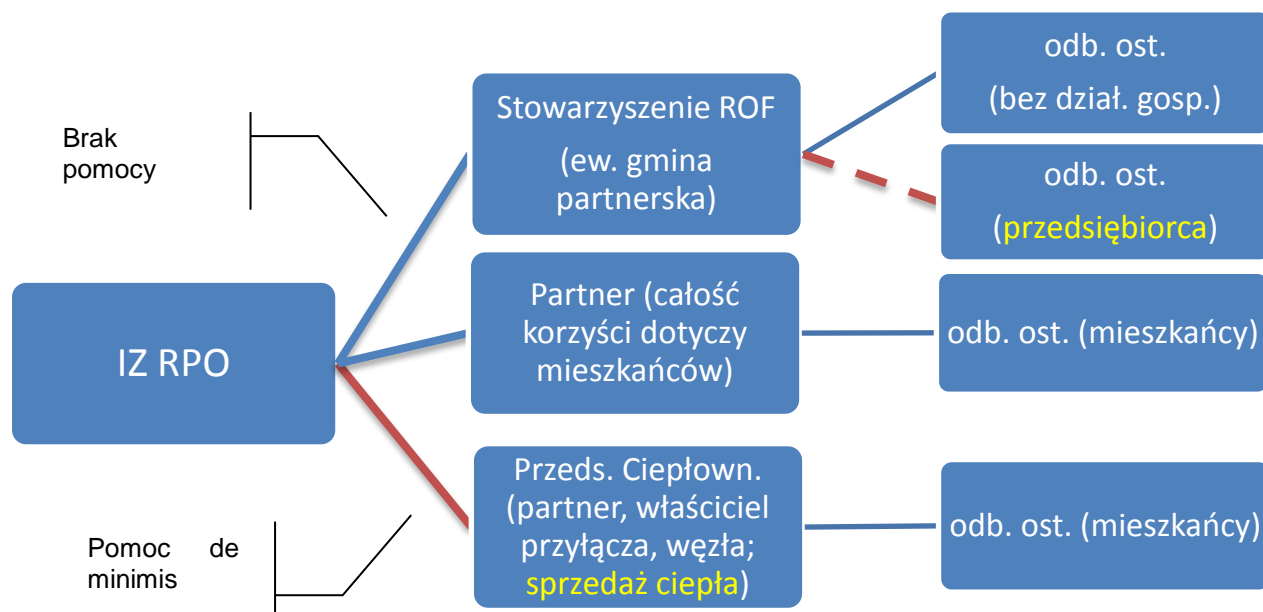 Brak
pomocy
IZ RPO
Pomoc de
minimis
Stowarzyszenie ROF
(ew. gmina
partnerska)
Partner (całość
korzyści dotyczy
mieszkańców)
Przeds. Ciepłown.
(partner, właściciel
przyłącza, węzła;
sprzedaż ciepła)
odb. ost.
(bez dział. gosp.)
odb. ost.
(przedsiębiorca)
odb. ost. (mieszkańcy)
odb. ost. (mieszkańcy)